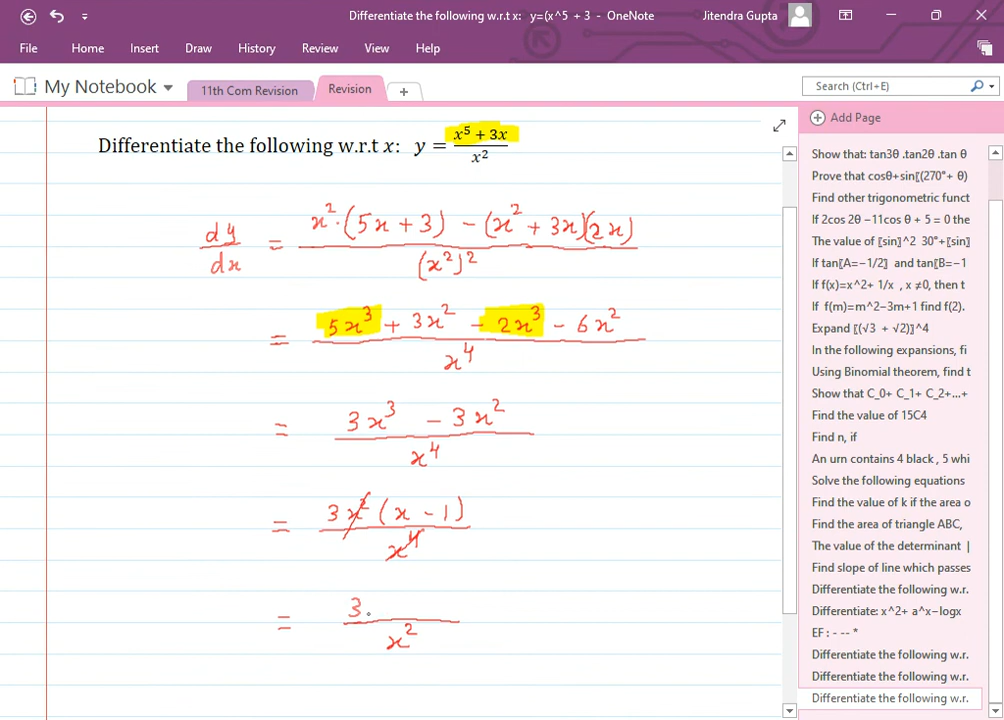 Differentiate the following w.r.t x:   y=(x^5 + 3  -  OneNote
Jitendra Gupta
File Home Insert Draw History Review View Help
My Notebook
11th Com Revision
Revision
+
Search (Ctrl+E)
Differentiate the following w.r.t x: y = (x⁵ + 3x)/x²
dy/dx = (x²·(5x + 3) − (x² + 3x)(2x))/(x²)²
= (5x³ + 3x² − 2x³ − 6x²)/x⁴
= (3x³ − 3x²)/x⁴
= 3x²(x − 1)/x⁴
= 3/x²
Add Page
Show that: tan3θ .tan2θ .tan θ
Prove that cosθ+sin〖(270°+ θ)
Find other trigonometric funct
If 2cos 2θ −11cos θ + 5 = 0 the
The value of 〖sin〗^2  30°+〖sin〗
If tan〖A=−1/2〗  and tan〖B=−1
If f(x)=x^2+ 1/x  , x ≠0, then t
If  f(m)=m^2−3m+1 find f(2).
Expand 〖(√3  + √2)〗^4
In the following expansions, fi
Using Binomial theorem, find t
Show that C_0+ C_1+ C_2+...+
Find the value of 15C4
Find n, if
An urn contains 4 black , 5 whi
Solve the following equations
Find the value of k if the area o
Find the area of triangle ABC,
The value of the determinant |
Find slope of line which passes
Differentiate the following w.r.
Differentiate: x^2+ a^x−logx
EF : - -- *
Differentiate the following w.r.
Differentiate the following w.r.
Differentiate the following w.r.